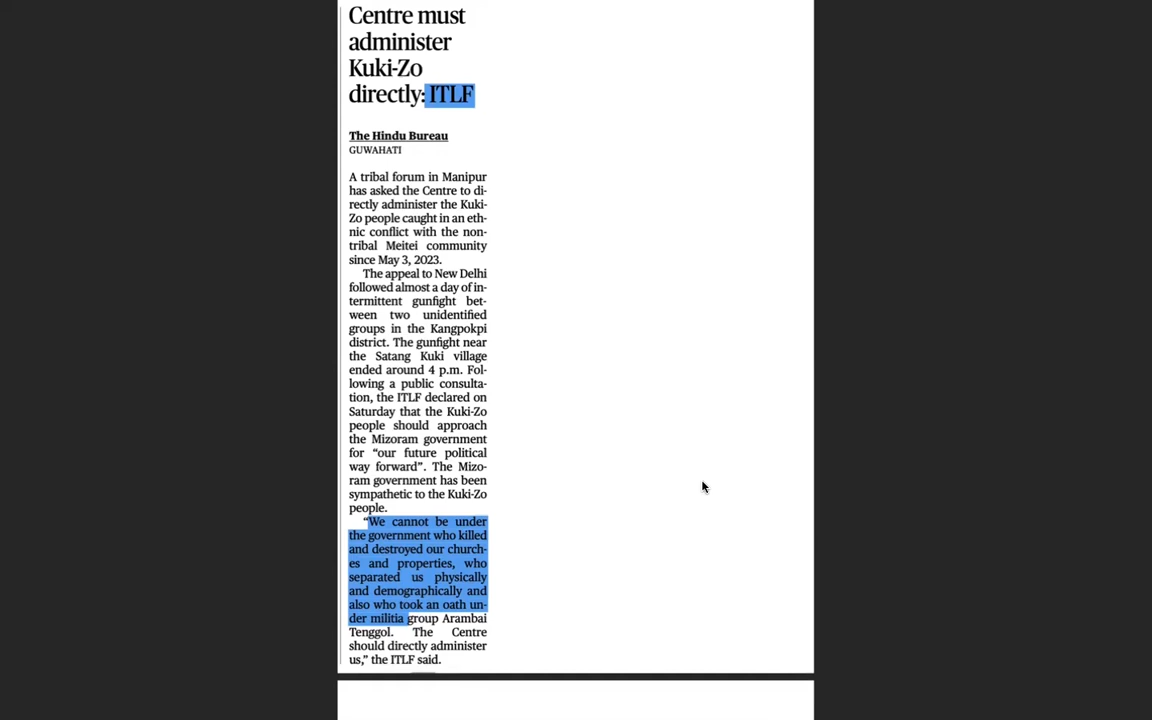 Centre must
administer
Kuki-Zo
directly: ITLF
The Hindu Bureau
GUWAHATI
A tribal forum in Manipur
has asked the Centre to di-
rectly administer the Kuki-
Zo people caught in an eth-
nic conflict with the non-
tribal Meitei community
since May 3, 2023.
The appeal to New Delhi
followed almost a day of in-
termittent gunfight bet-
ween two unidentified
groups in the Kangpokpi
district. The gunfight near
the Satang Kuki village
ended around 4 p.m. Fol-
lowing a public consulta-
tion, the ITLF declared on
Saturday that the Kuki-Zo
people should approach
the Mizoram government
for “our future political
way forward”. The Mizo-
ram government has been
sympathetic to the Kuki-Zo
people.
“We cannot be under
the government who killed
and destroyed our church-
es and properties, who
separated us physically
and demographically and
also who took an oath un-
der militia group Arambai
Tenggol. The Centre
should directly administer
us,” the ITLF said.